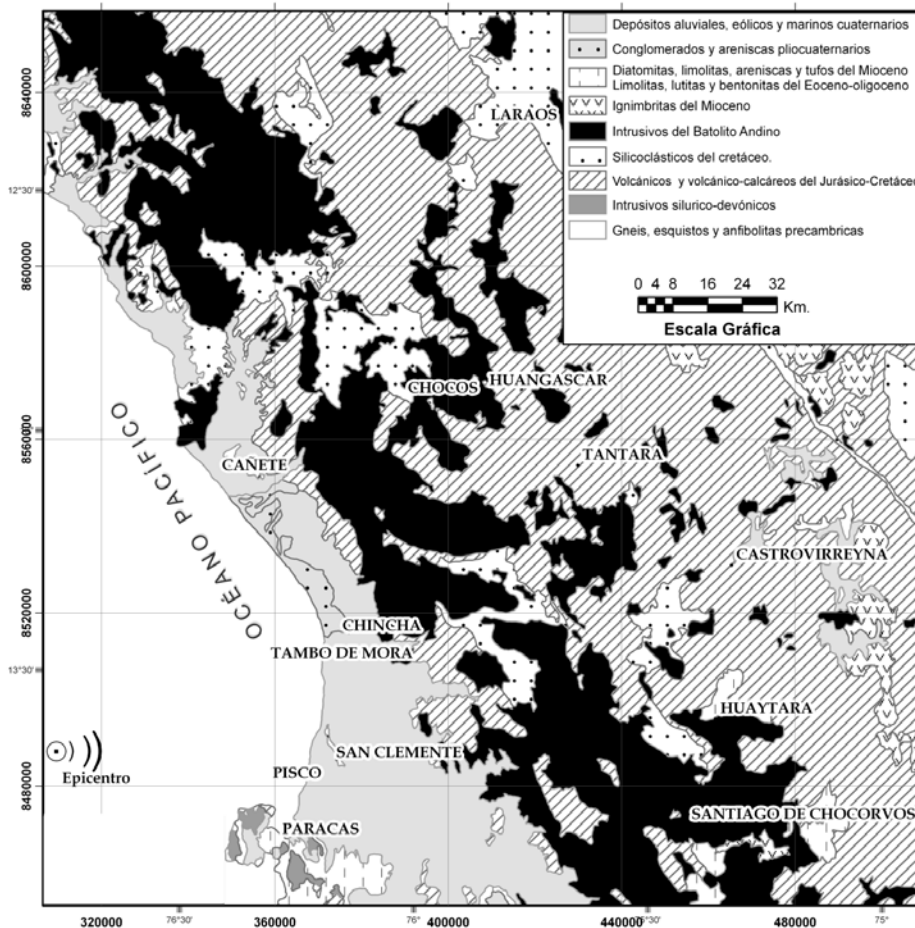 Depósitos aluviales, eólicos y marinos cuaternarios
Conglomerados y areniscas pliocuaternarios
Diatomitas, limolitas, areniscas y tufos del Mioceno
Limolitas, lutitas y bentonitas del Eoceno-oligoceno
Ignimbritas del Mioceno
Intrusivos del Batolito Andino
Silicoclásticos del cretáceo.
Volcánicos y volcánico-calcáreos del Jurásico-Cretáceo
Intrusivos silurico-devónicos
Gneis, esquistos y anfibolitas precambricas
0 4 8 16 24 32
Km.
Escala Gráfica
8640000
12°30'
8600000
8560000
8520000
13°30'
8480000
LARAOS
CHOCOS
HUANGASCAR
TANTARA
CAÑETE
OCÉANO PACÍFICO
CASTROVIRREYNA
CHINCHA
TAMBO DE MORA
HUAYTARA
SAN CLEMENTE
Epicentro
PISCO
SANTIAGO DE CHOCORVOS
PARACAS
320000
76°30'
360000
76°
400000
4400000
75°30'
480000
75°